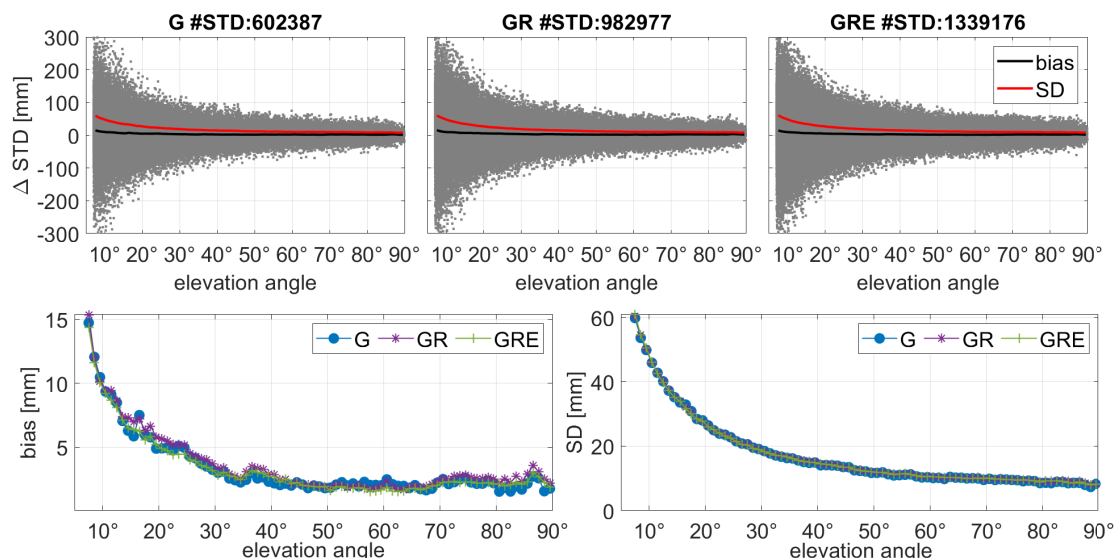 G #STD:602387 GR #STD:982977 GRE #STD:1339176
Δ STD [mm]
300
200
100
0
-100
-200
-300
bias
SD
10° 20° 30° 40° 50° 60° 70° 80° 90°
10° 20° 30° 40° 50° 60° 70° 80° 90°
10° 20° 30° 40° 50° 60° 70° 80° 90°
elevation angle elevation angle elevation angle
bias [mm]
15
10
5
G GR GRE
10° 20° 30° 40° 50° 60° 70° 80° 90°
elevation angle
SD [mm]
60
40
20
0
G GR GRE
10° 20° 30° 40° 50° 60° 70° 80° 90°
elevation angle